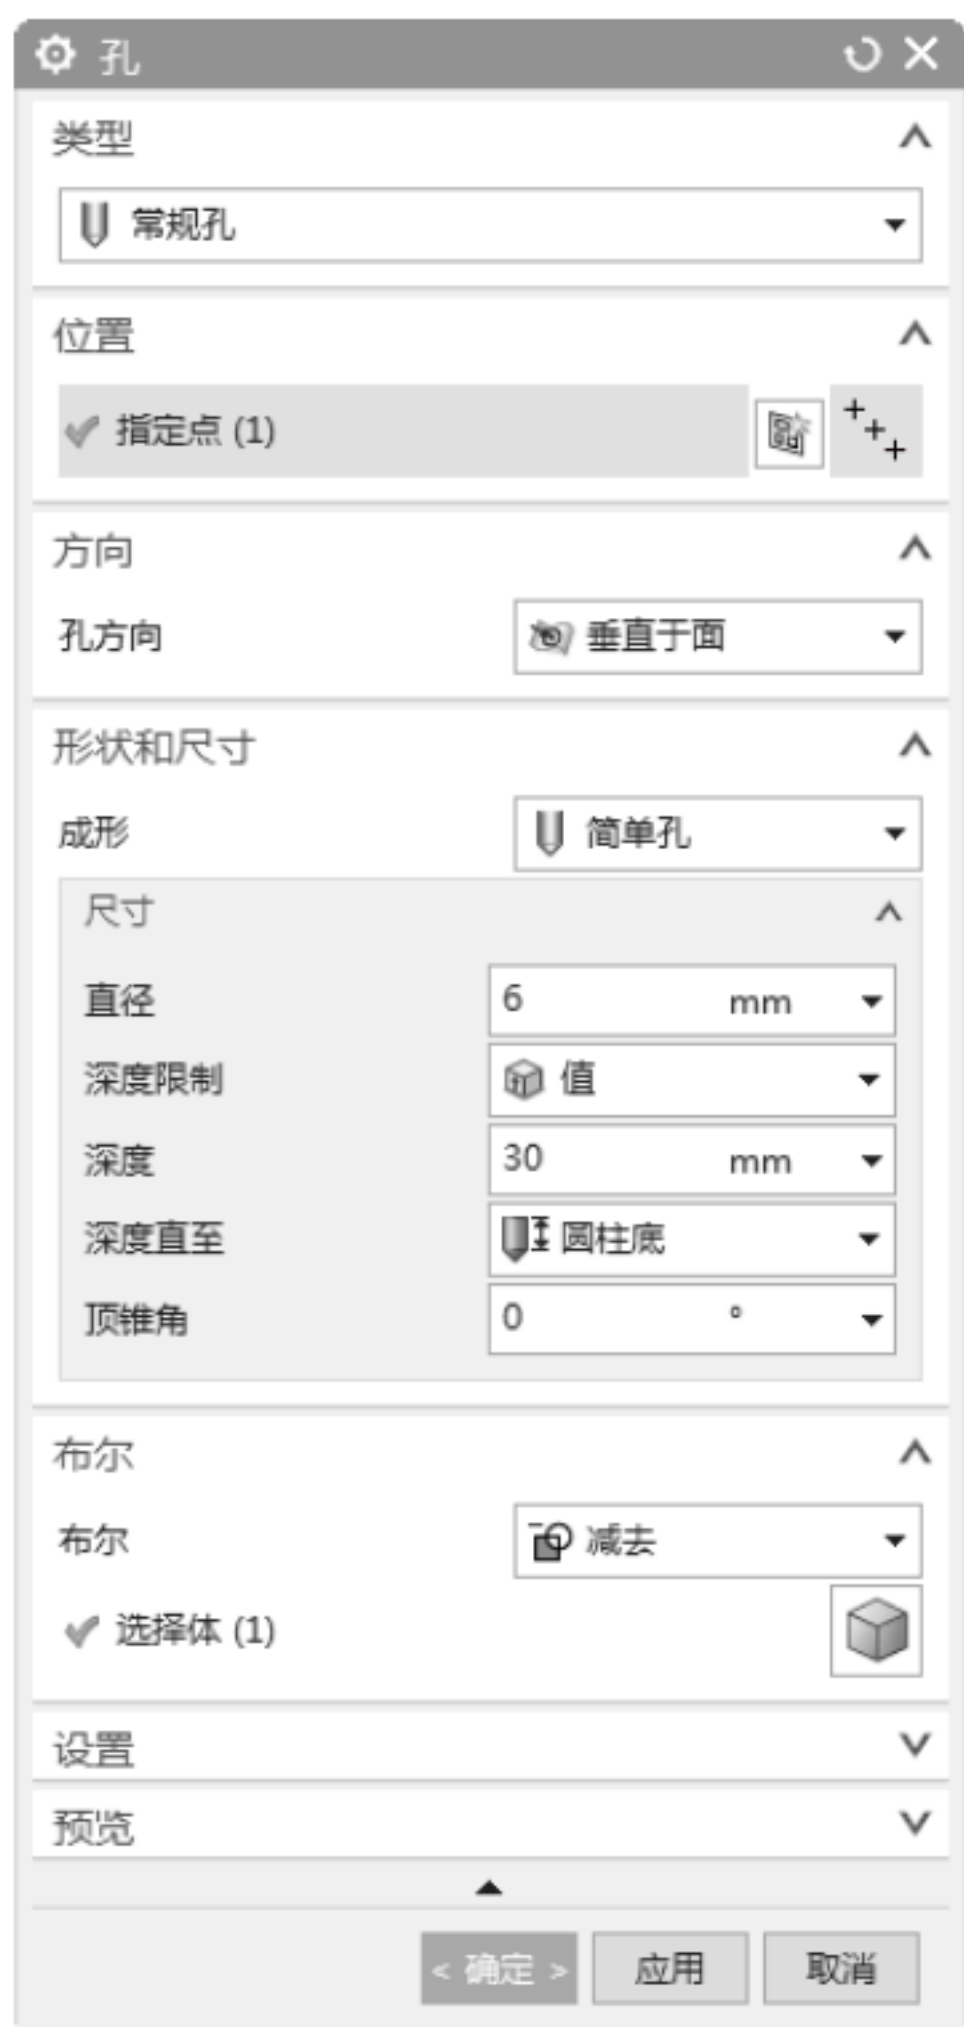 孔
类型
常规孔
位置
指定点 (1)
方向
孔方向 垂直于面
形状和尺寸
成形 简单孔
尺寸
直径 6 mm
深度限制 值
深度 30 mm
深度直至 圆柱底
顶锥角 0 °
布尔
布尔 减去
选择体 (1)
设置
预览
< 确定 > 应用 取消